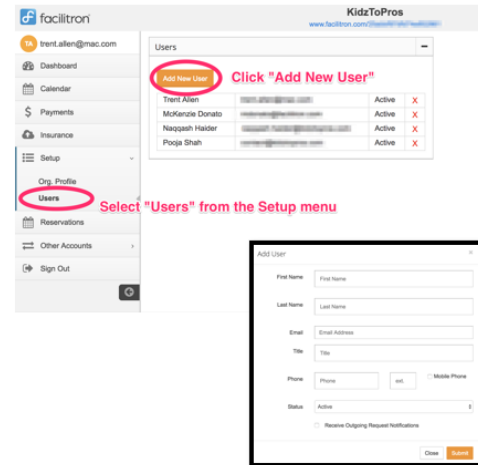 facilitron
KidzToPros
www.facilitron.com/
TA trent.allen@mac.com
Users
Dashboard
Add New User
Click "Add New User"
Calendar
Trent Allen Active X
Payments
McKenzie Donato Active X
Insurance
Naqqash Haider Active X
Pooja Shah Active X
Setup
Org. Profile
Users
Select "Users" from the Setup menu
Reservations
Other Accounts
Sign Out
Add User ×
First Name First Name
Last Name Last Name
Email Email Address
Title Title
Phone Phone ext. Mobile Phone
Status Active
Receive Outgoing Request Notifications
Close Submit